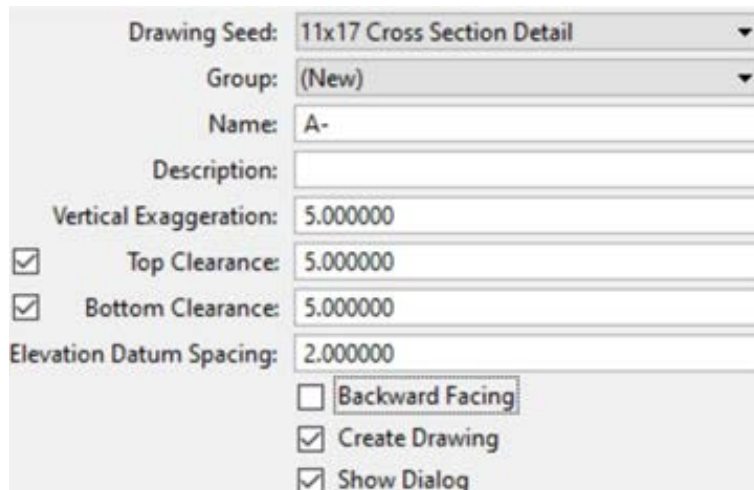 Drawing Seed: 11x17 Cross Section Detail
Group: (New)
Name: A-
Description:
Vertical Exaggeration: 5.000000
Top Clearance: 5.000000
Bottom Clearance: 5.000000
Elevation Datum Spacing: 2.000000
Backward Facing
Create Drawing
Show Dialog